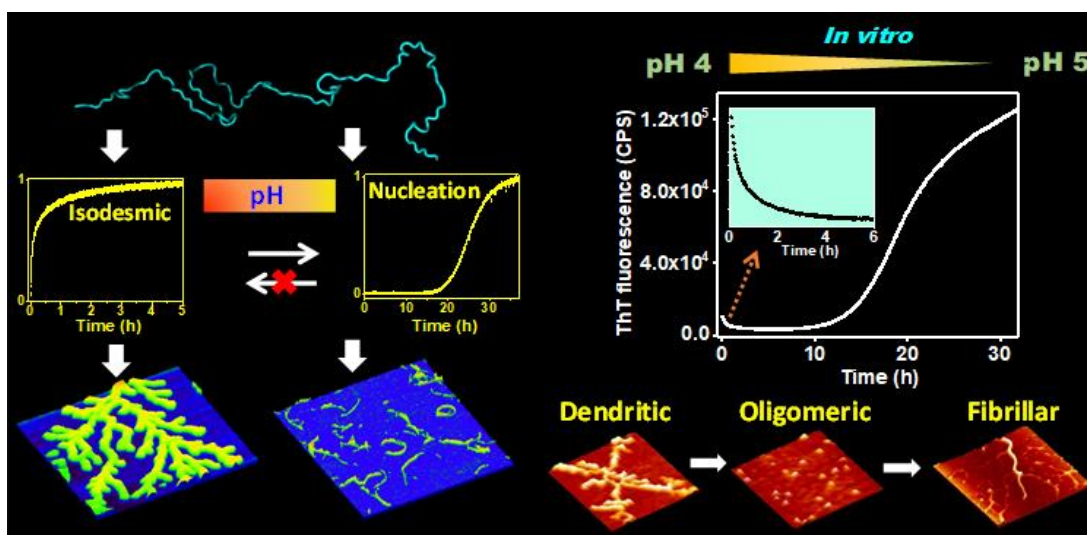 In vitro
pH 4
pH 5
1
Isodesmic
0
0 1 2 3 4 5
Time (h)
pH
1
Nucleation
0
0 10 20 30
Time (h)
ThT fluorescence (CPS)
1.2x10⁵
8.0x10⁴
4.0x10⁴
0.0
0 2 4 6
Time (h)
0 10 20 30
Time (h)
Dendritic
Oligomeric
Fibrillar